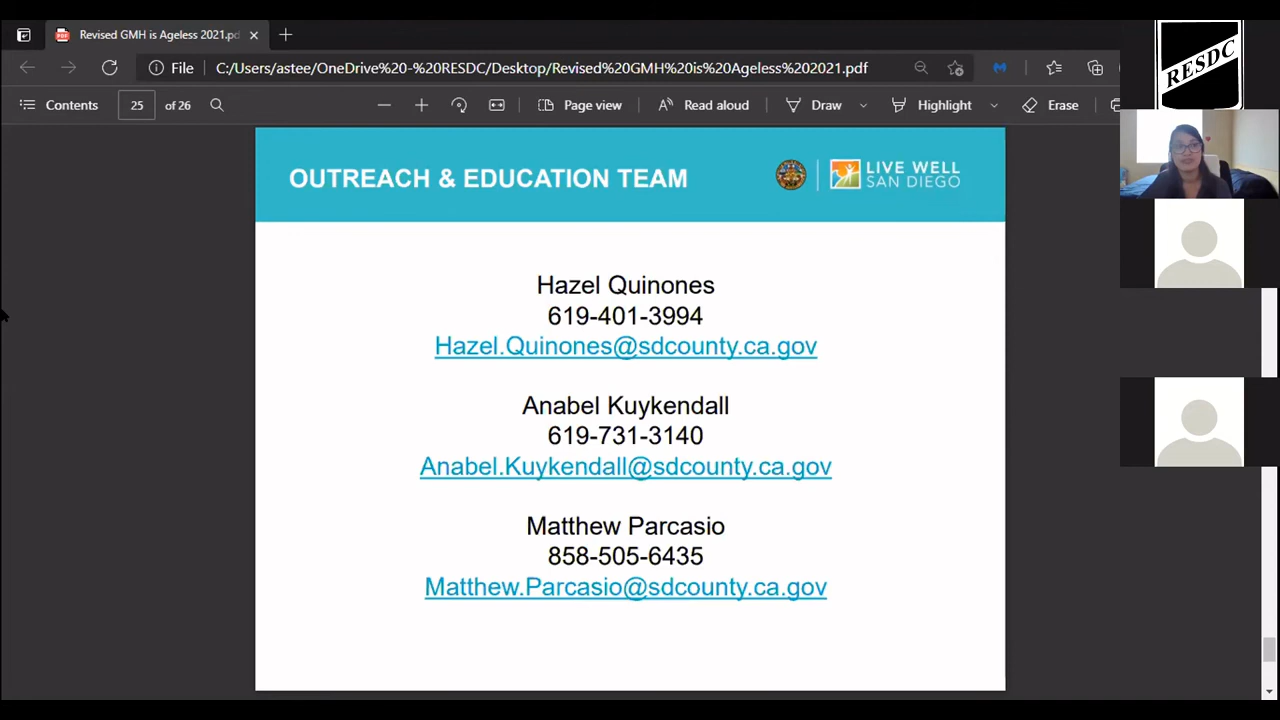 Revised GMH is Ageless 2021.pd
File
C:/Users/astee/OneDrive%20-%20RESDC/Desktop/Revised%20GMH%20is%20Ageless%202021.pdf
Contents
25
of 26
Page view
Read aloud
Draw
Highlight
Erase
RESDC
OUTREACH & EDUCATION TEAM
LIVE WELL
SAN DIEGO
Hazel Quinones
619-401-3994
Hazel.Quinones@sdcounty.ca.gov
Anabel Kuykendall
619-731-3140
Anabel.Kuykendall@sdcounty.ca.gov
Matthew Parcasio
858-505-6435
Matthew.Parcasio@sdcounty.ca.gov